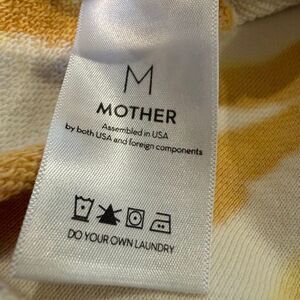 M
MOTHER
Assembled in USA
by both USA and foreign components
DO YOUR OWN LAUNDRY